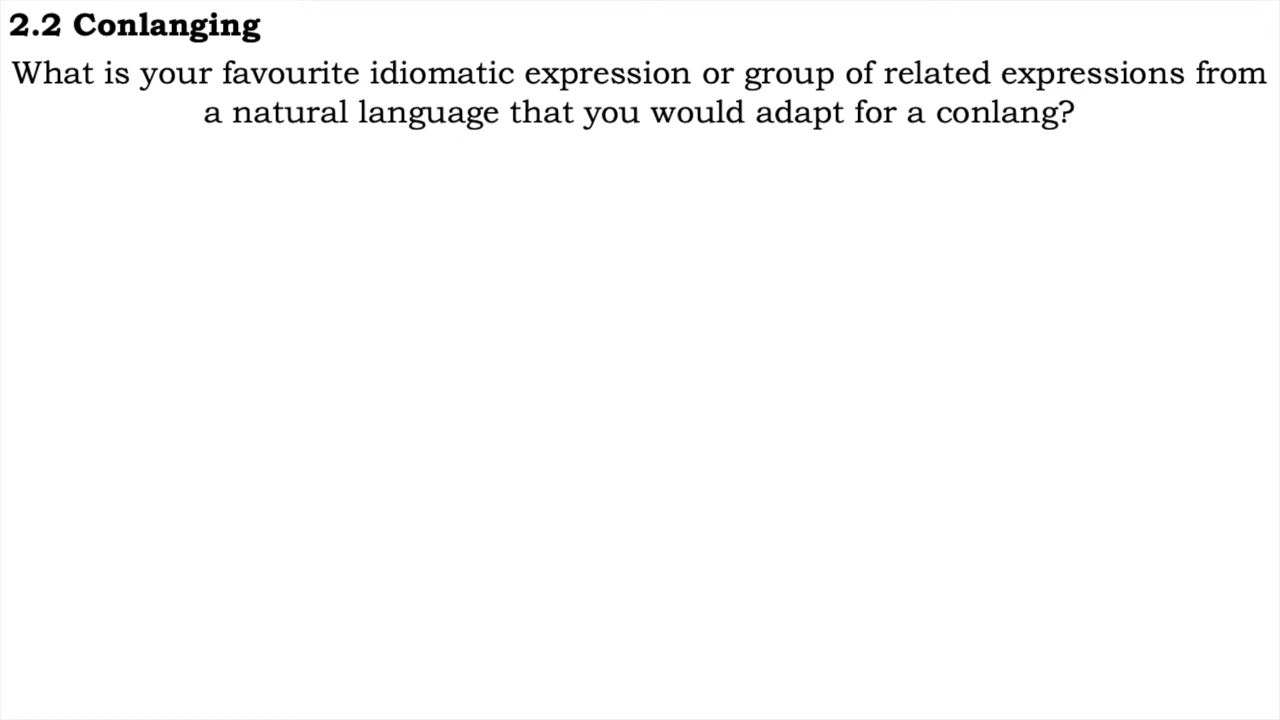 2.2 Conlanging
What is your favourite idiomatic expression or group of related expressions from
a natural language that you would adapt for a conlang?